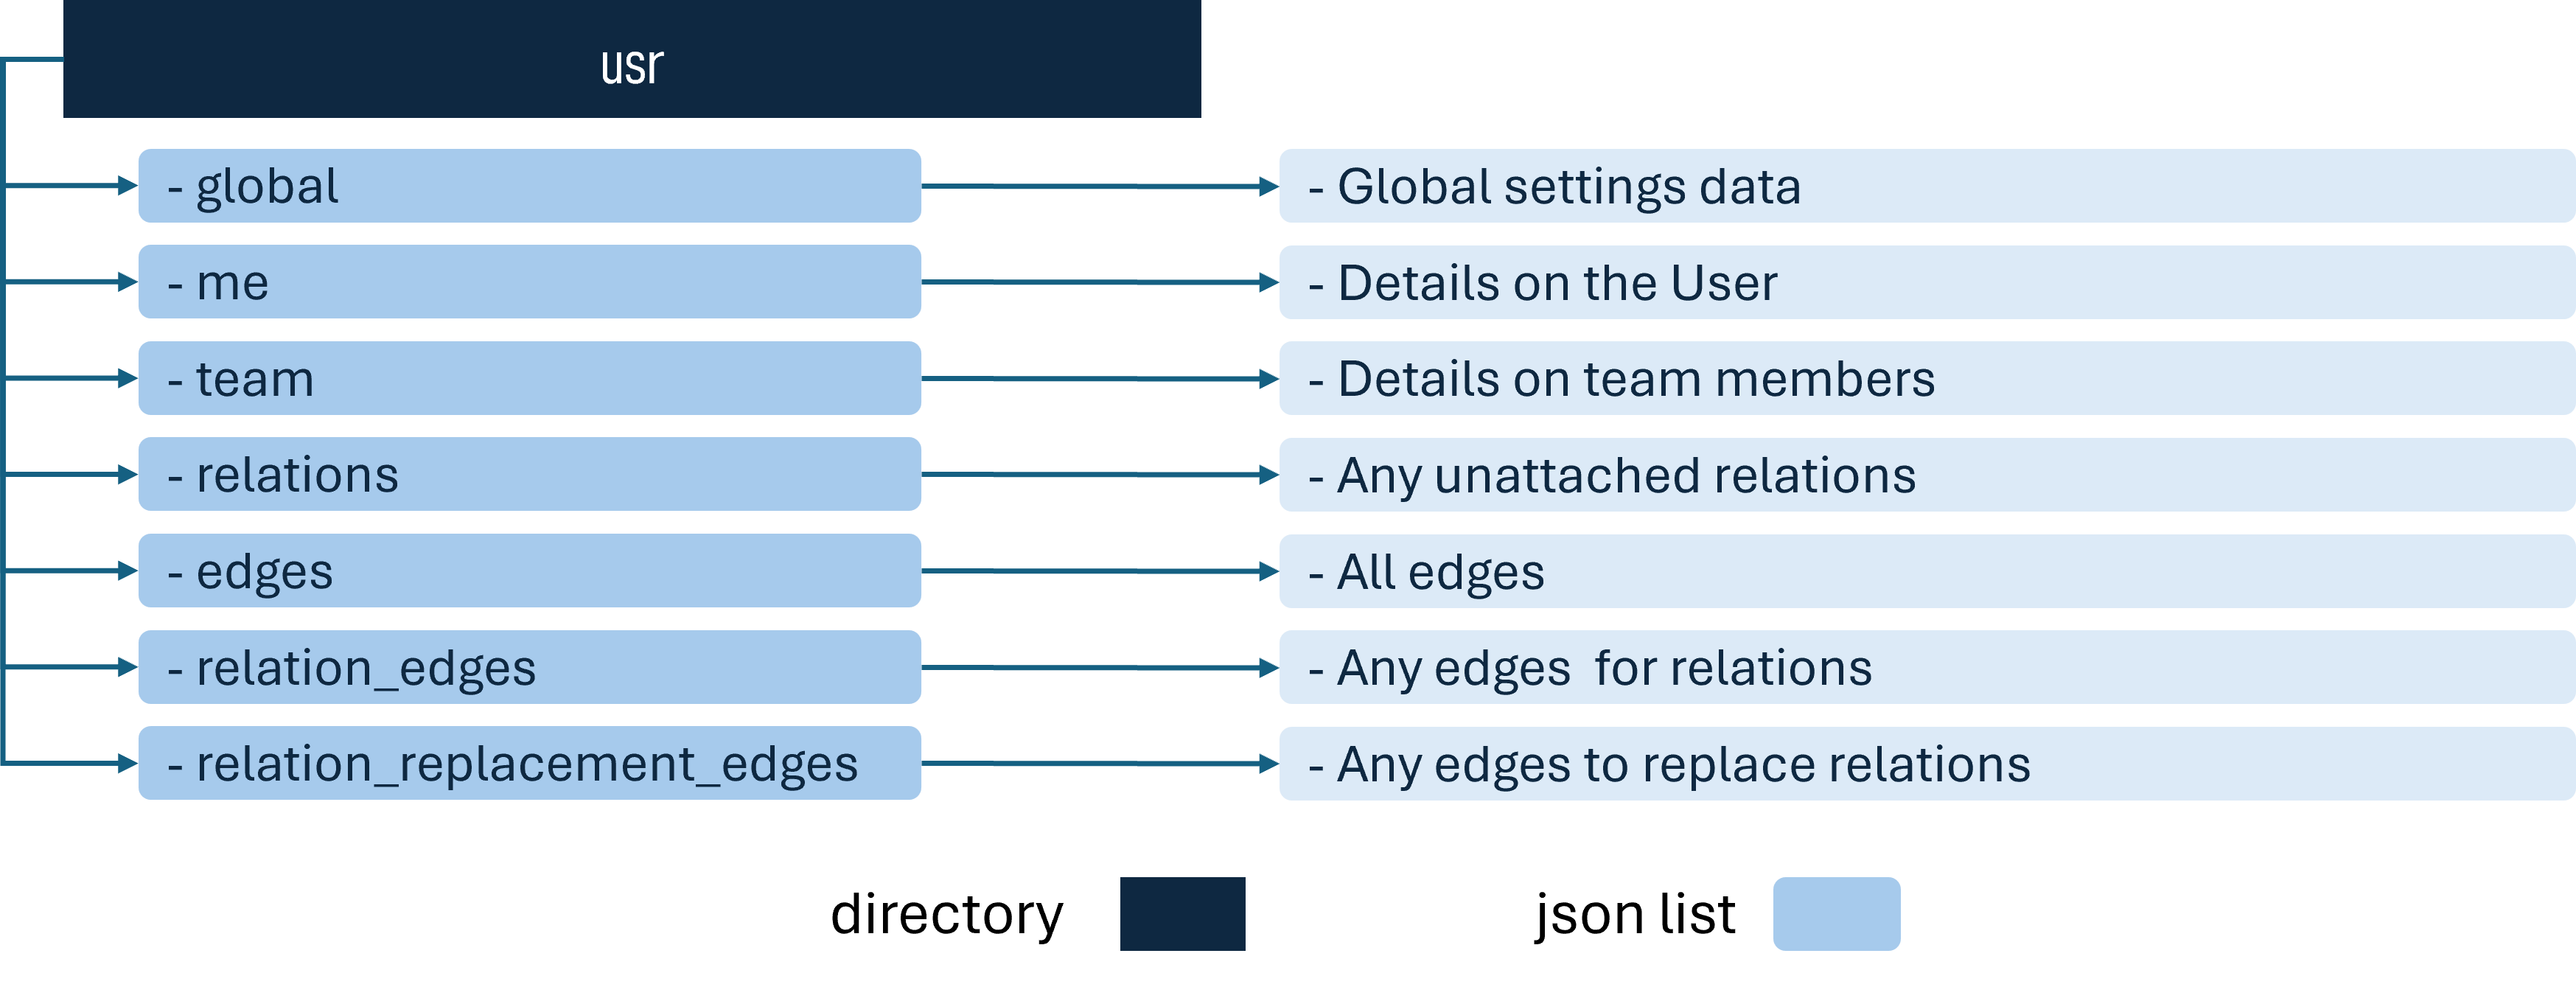 usr
- global
- Global settings data
- me
- Details on the User
- team
- Details on team members
- relations
- Any unattached relations
- edges
- All edges
- relation_edges
- Any edges  for relations
- relation_replacement_edges
- Any edges to replace relations
directory
json list